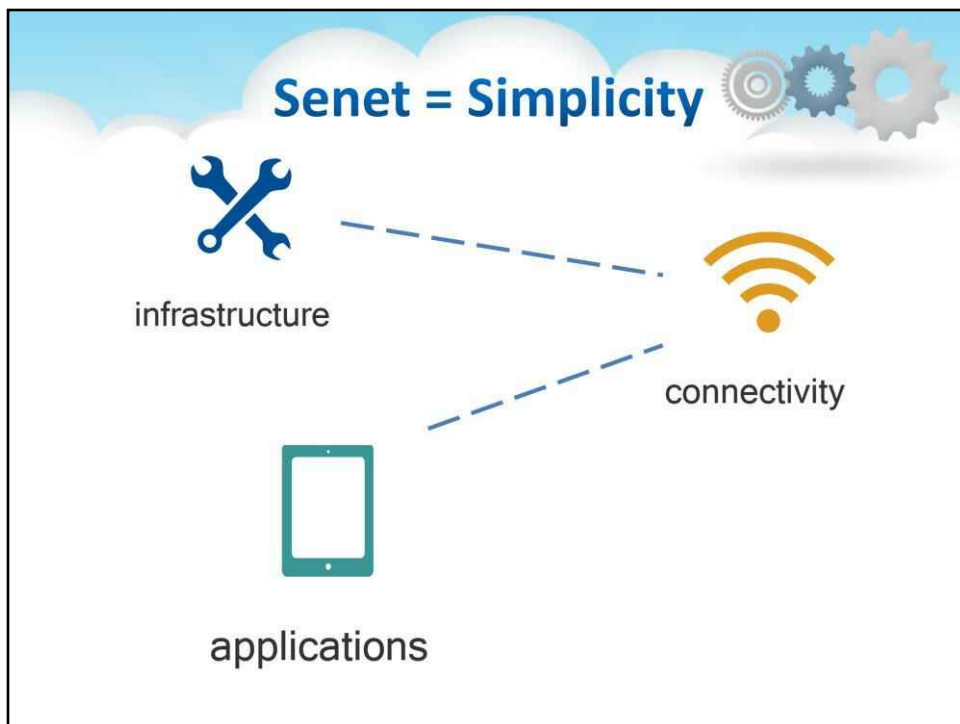 Senet = Simplicity
infrastructure
connectivity
applications